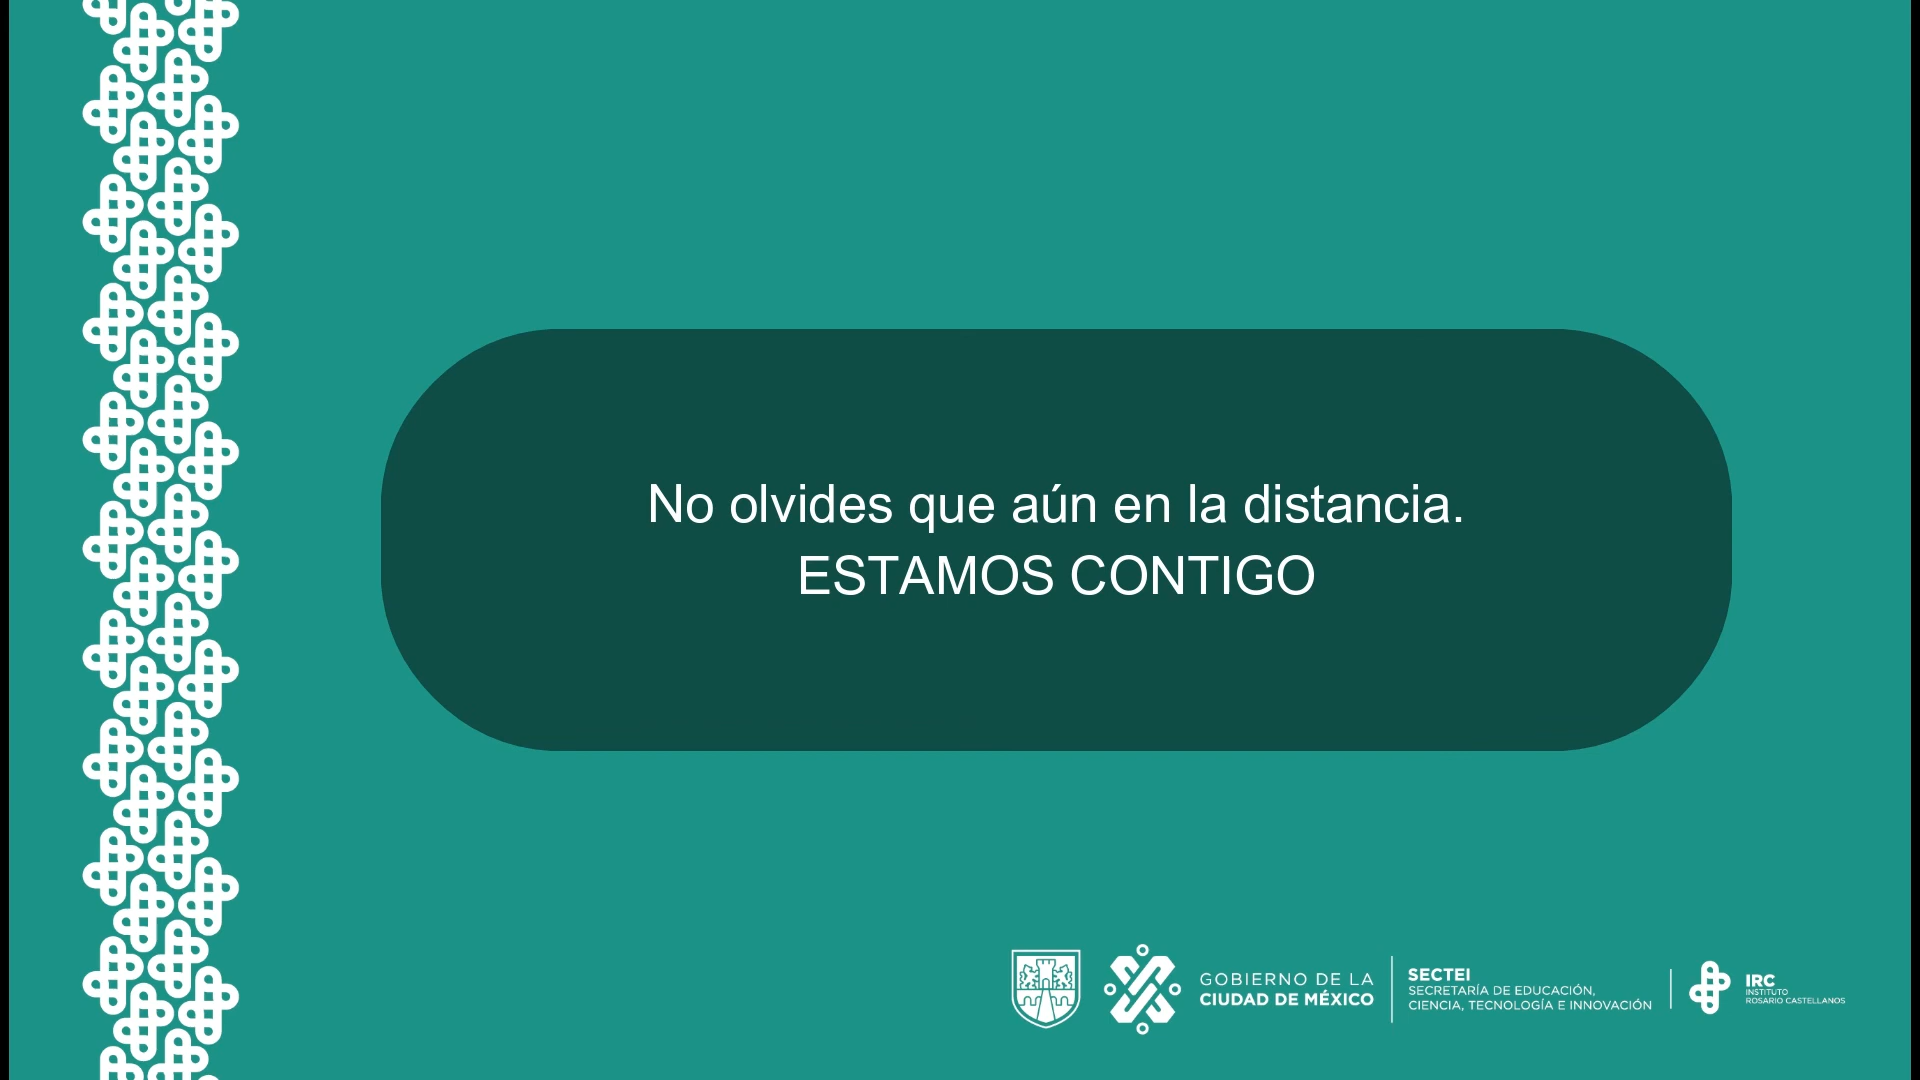 No olvides que aún en la distancia.
ESTAMOS CONTIGO
GOBIERNO DE LA
CIUDAD DE MÉXICO
SECTEI
SECRETARÍA DE EDUCACIÓN,
CIENCIA, TECNOLOGÍA E INNOVACIÓN
IRC
INSTITUTO
ROSARIO CASTELLANOS